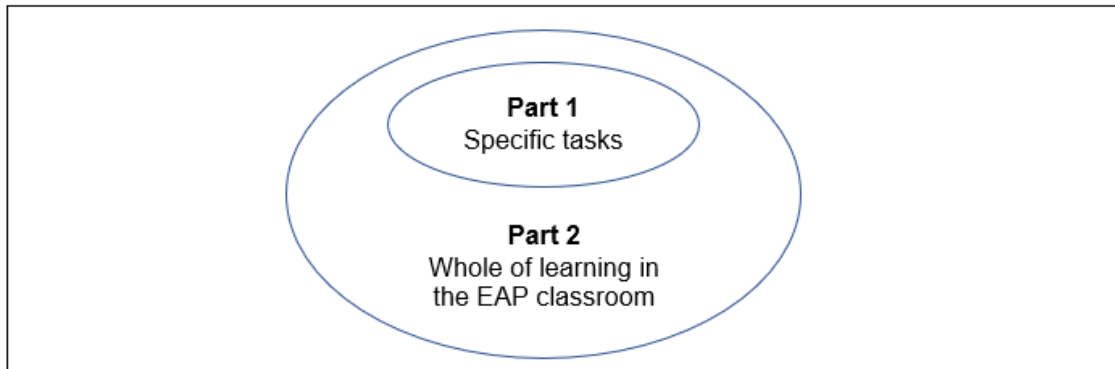 Part 1
Specific tasks
Part 2
Whole of learning in
the EAP classroom